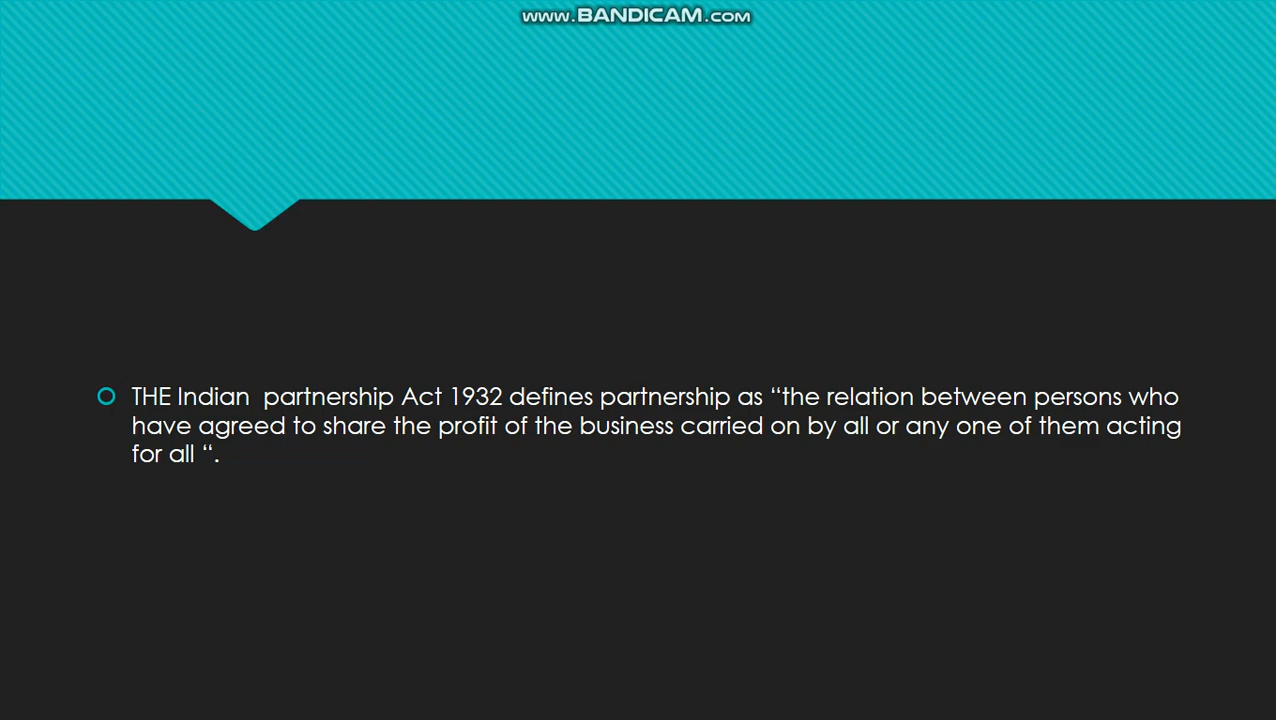 www.BANDICAM.COM
THE Indian  partnership Act 1932 defines partnership as “the relation between persons who
have agreed to share the profit of the business carried on by all or any one of them acting
for all “.